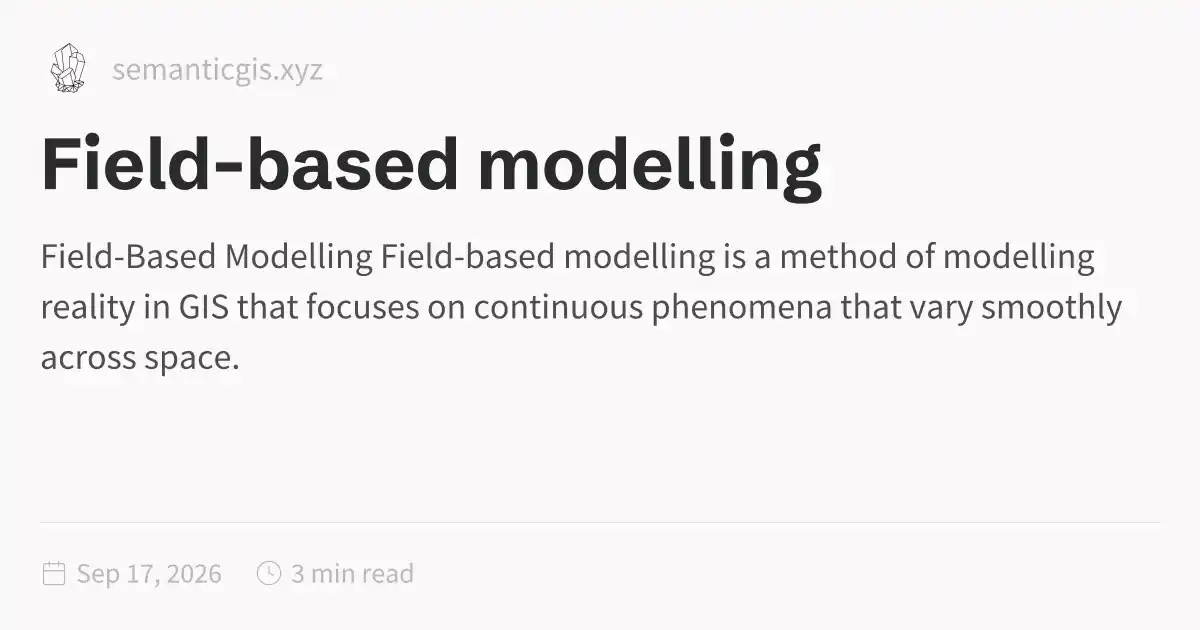 semanticgis.xyz
Field-based modelling
Field-Based Modelling Field-based modelling is a method of modelling
reality in GIS that focuses on continuous phenomena that vary smoothly
across space.
Sep 17, 2026
3 min read